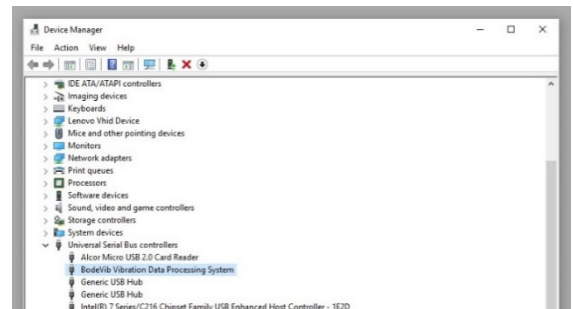 Device Manager
File Action View Help
IDE ATA/ATAPI controllers
Imaging devices
Keyboards
Lenovo Vhid Device
Mice and other pointing devices
Monitors
Network adapters
Print queues
Processors
Software devices
Sound, video and game controllers
Storage controllers
System devices
Universal Serial Bus controllers
Alcor Micro USB 2.0 Card Reader
BodeVib Vibration Data Processing System
Generic USB Hub
Generic USB Hub
Intel(R) 7 Series/C216 Chipset Family USB Enhanced Host Controller - 1E2D